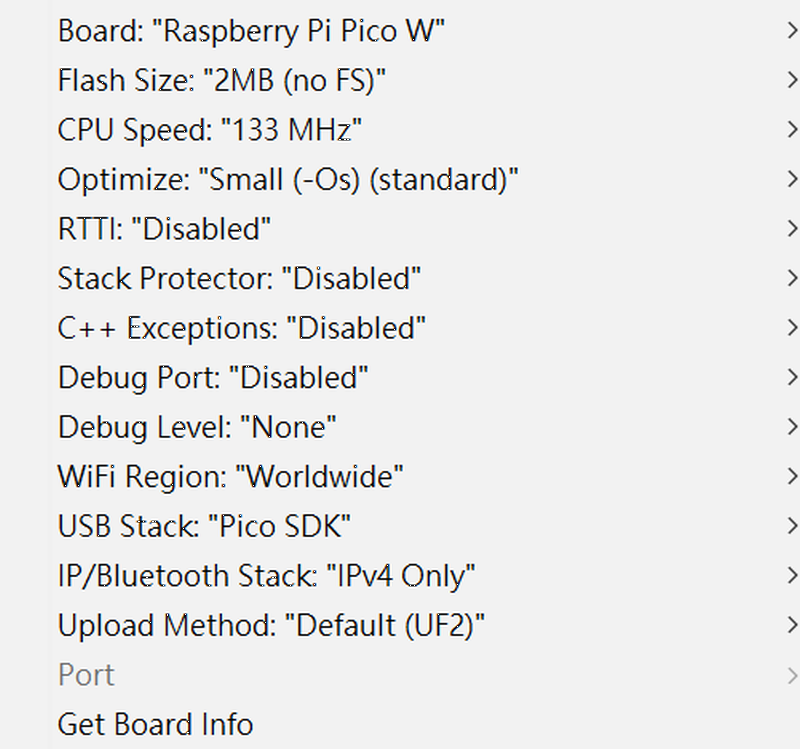 Board: "Raspberry Pi Pico W"
Flash Size: "2MB (no FS)"
CPU Speed: "133 MHz"
Optimize: "Small (-Os) (standard)"
RTTI: "Disabled"
Stack Protector: "Disabled"
C++ Exceptions: "Disabled"
Debug Port: "Disabled"
Debug Level: "None"
WiFi Region: "Worldwide"
USB Stack: "Pico SDK"
IP/Bluetooth Stack: "IPv4 Only"
Upload Method: "Default (UF2)"
Port
Get Board Info